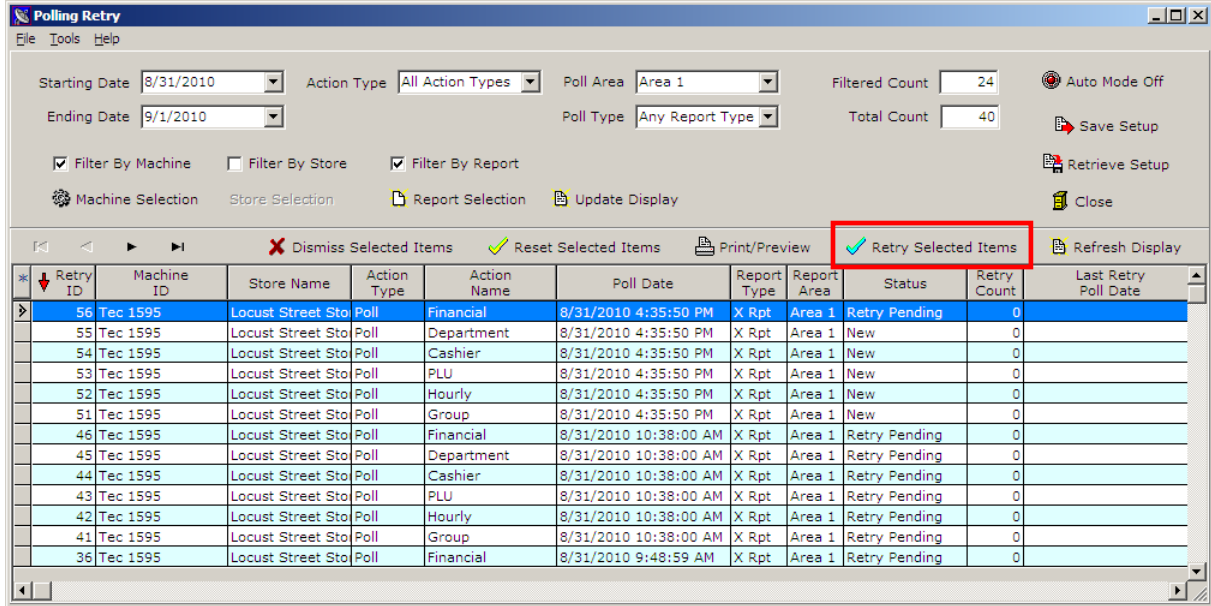 Polling Retry
File Tools Help
Starting Date 8/31/2010 Action Type All Action Types Poll Area Area 1 Filtered Count 24 Auto Mode Off
Ending Date 9/1/2010 Poll Type Any Report Type Total Count 40 Save Setup
Filter By Machine Filter By Store Filter By Report Retrieve Setup
Machine Selection Store Selection Report Selection Update Display Close
Dismiss Selected Items Reset Selected Items Print/Preview Retry Selected Items Refresh Display
Retry ID Machine ID Store Name Action Type Action Name Poll Date Report Type Report Area Status Retry Count Last Retry Poll Date
56 Tec 1595 Locust Street Sto Poll Financial 8/31/2010 4:35:50 PM X Rpt Area 1 Retry Pending 0
55 Tec 1595 Locust Street Sto Poll Department 8/31/2010 4:35:50 PM X Rpt Area 1 New 0
54 Tec 1595 Locust Street Sto Poll Cashier 8/31/2010 4:35:50 PM X Rpt Area 1 New 0
53 Tec 1595 Locust Street Sto Poll PLU 8/31/2010 4:35:50 PM X Rpt Area 1 New 0
52 Tec 1595 Locust Street Sto Poll Hourly 8/31/2010 4:35:50 PM X Rpt Area 1 New 0
51 Tec 1595 Locust Street Sto Poll Group 8/31/2010 4:35:50 PM X Rpt Area 1 New 0
46 Tec 1595 Locust Street Sto Poll Financial 8/31/2010 10:38:00 AM X Rpt Area 1 Retry Pending 0
45 Tec 1595 Locust Street Sto Poll Department 8/31/2010 10:38:00 AM X Rpt Area 1 Retry Pending 0
44 Tec 1595 Locust Street Sto Poll Cashier 8/31/2010 10:38:00 AM X Rpt Area 1 Retry Pending 0
43 Tec 1595 Locust Street Sto Poll PLU 8/31/2010 10:38:00 AM X Rpt Area 1 Retry Pending 0
42 Tec 1595 Locust Street Sto Poll Hourly 8/31/2010 10:38:00 AM X Rpt Area 1 Retry Pending 0
41 Tec 1595 Locust Street Sto Poll Group 8/31/2010 10:38:00 AM X Rpt Area 1 Retry Pending 0
36 Tec 1595 Locust Street Sto Poll Financial 8/31/2010 9:48:59 AM X Rpt Area 1 Retry Pending 0